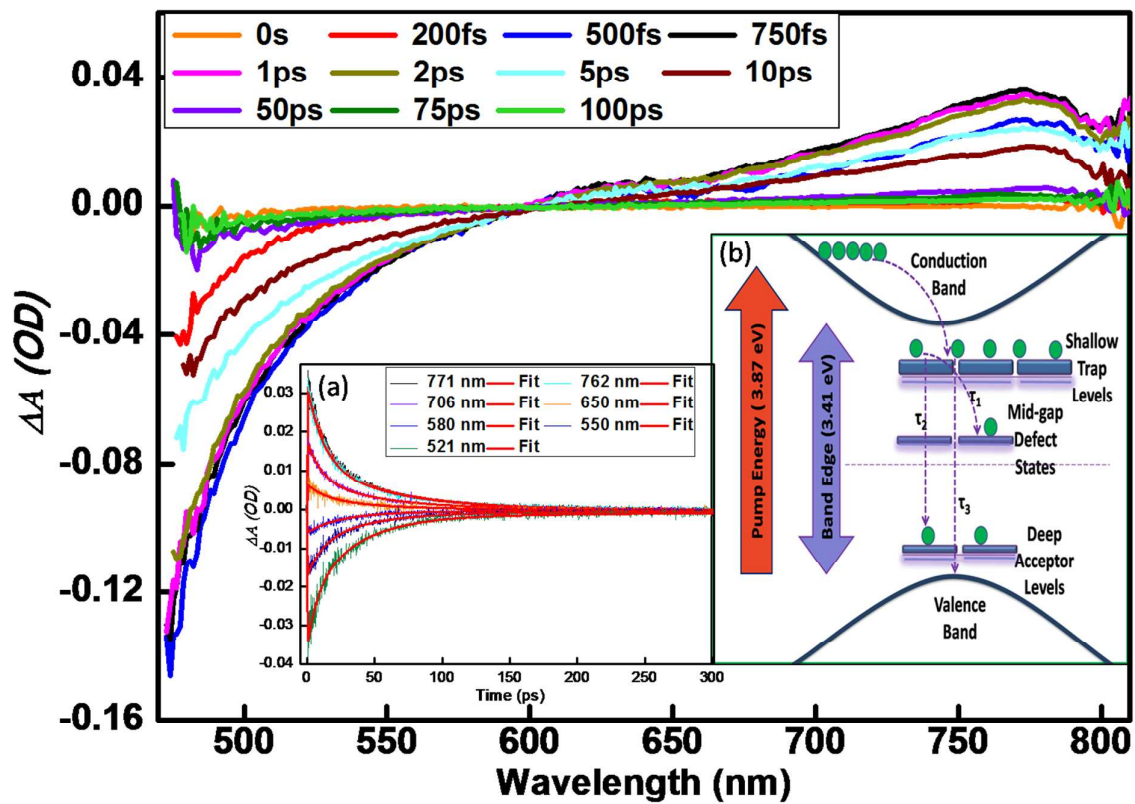 0s 200fs 500fs 750fs
1ps 2ps 5ps 10ps
50ps 75ps 100ps
0.04
0.00
-0.04
-0.08
-0.12
-0.16
ΔA (OD)
500 550 600 650 700 750 800
Wavelength (nm)
(a)
771 nm Fit 762 nm Fit
706 nm Fit 650 nm Fit
580 nm Fit 550 nm Fit
521 nm Fit
0.03
0.02
0.01
0.00
-0.01
-0.02
-0.03
-0.04
ΔA (OD)
0 50 100 150 200 250 300
Time (ps)
(b)
Pump Energy ( 3.87 eV)
Band Edge (3.41 eV)
Conduction
Band
Shallow
Trap
Levels
τ1
τ2
τ3
Mid-gap
Defect
States
Deep
Acceptor
Levels
Valence
Band